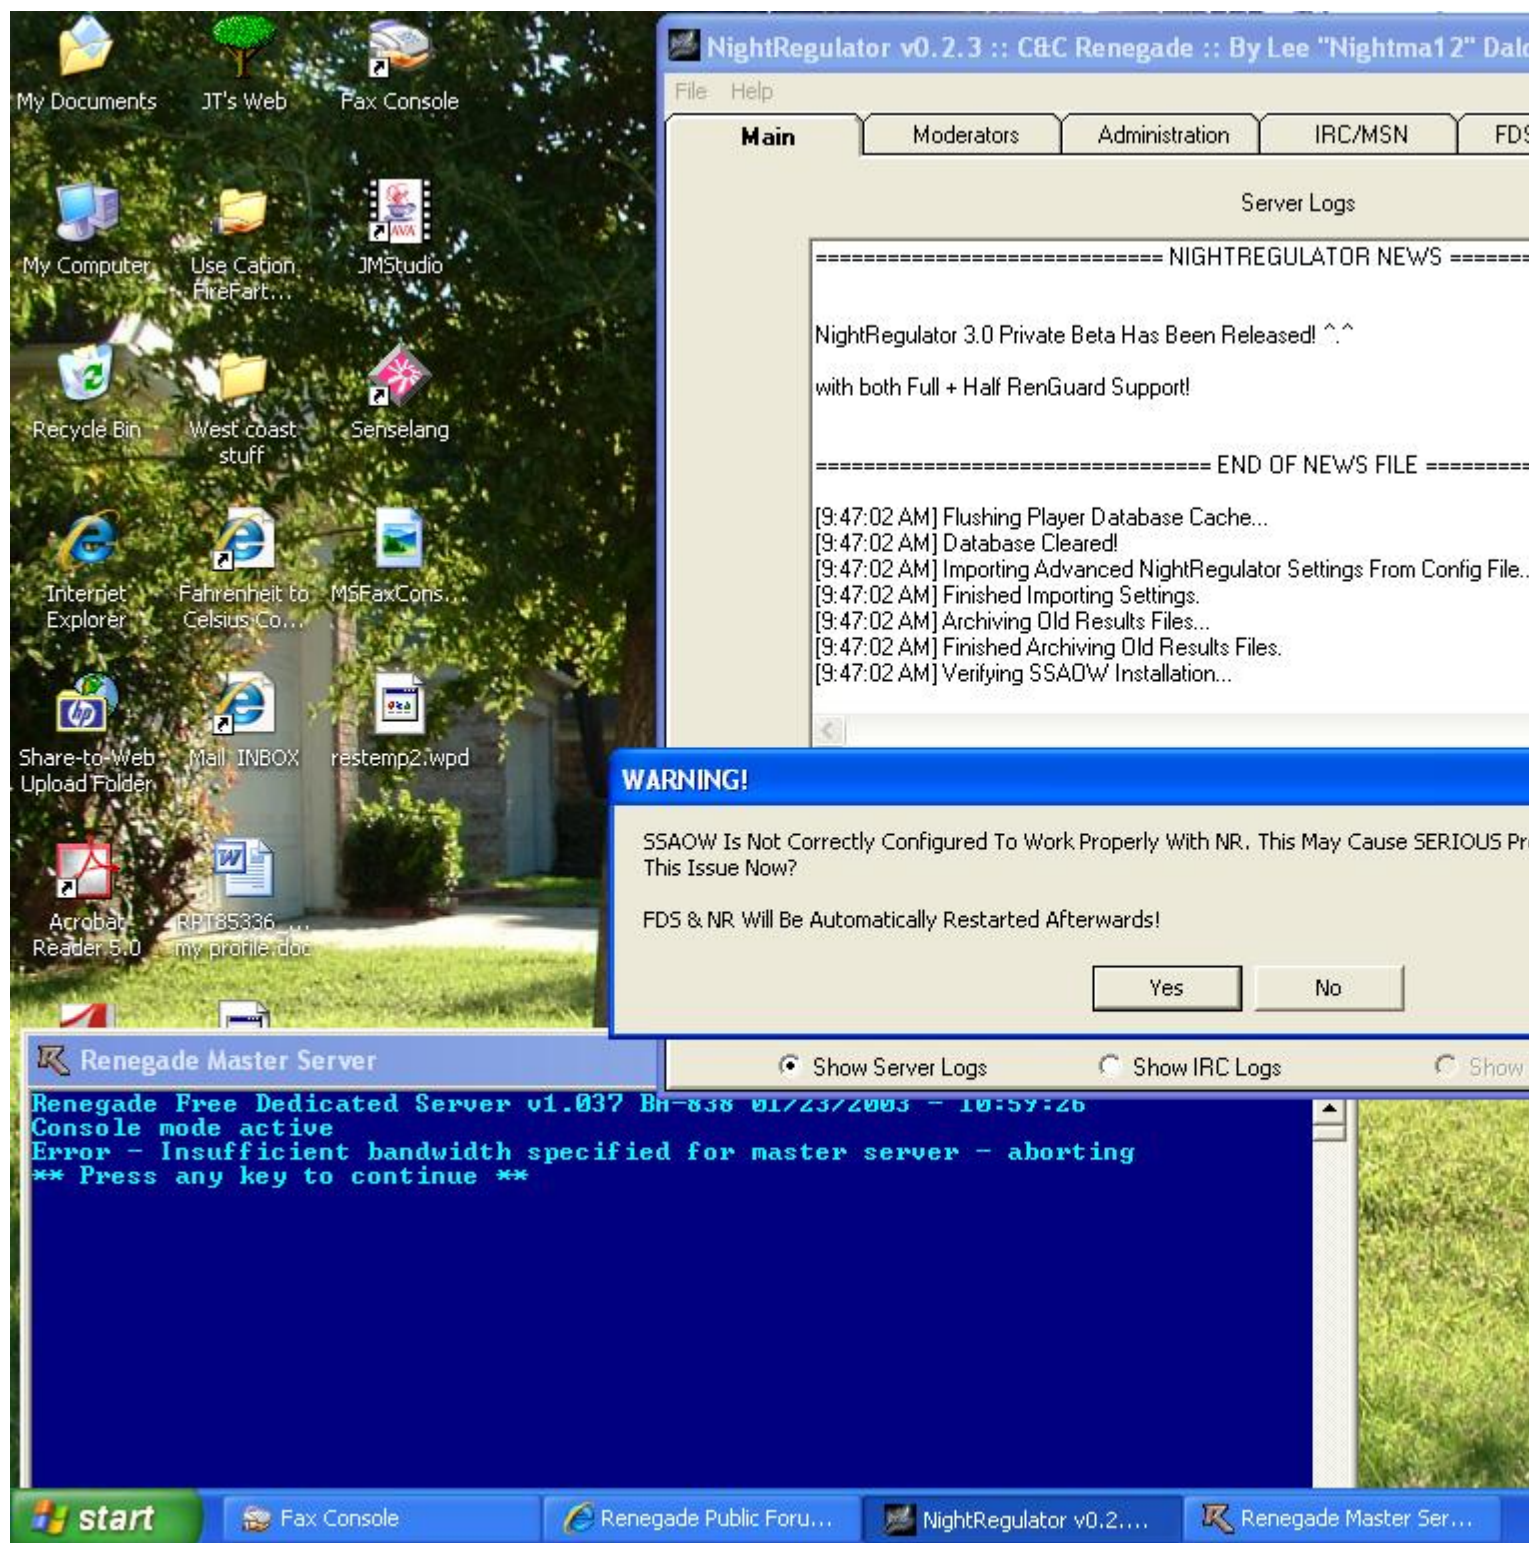 My Documents
JT's Web
Fax Console
My Computer
Use Cation
FireFart...
JMStudio
Recycle Bin
West coast
stuff
Senselang
Internet
Explorer
Fahrenheit to
Celsius Co...
MSFaxCons...
Share-to-Web
Upload Folder
Mail INBOX
restemp2.wpd
Acrobat
Reader 5.0
RPT85336_...
my profile.doc
NightRegulator v0.2.3 :: C&C Renegade :: By Lee "Nightma12"
File Help
Main Moderators Administration IRC/MSN FDS
Server Logs
============================= NIGHTREGULATOR NEWS =======
NightRegulator 3.0 Private Beta Has Been Released! ^.^
with both Full + Half RenGuard Support!
================================= END OF NEWS FILE =========
[9:47:02 AM] Flushing Player Database Cache...
[9:47:02 AM] Database Cleared!
[9:47:02 AM] Importing Advanced NightRegulator Settings From Config File...
[9:47:02 AM] Finished Importing Settings.
[9:47:02 AM] Archiving Old Results Files...
[9:47:02 AM] Finished Archiving Old Results Files.
[9:47:02 AM] Verifying SSAOW Installation...
WARNING!
SSAOW Is Not Correctly Configured To Work Properly With NR. This May Cause SERIOUS
This Issue Now?
FDS & NR Will Be Automatically Restarted Afterwards!
Yes No
Show Server Logs Show IRC Logs Show
Renegade Master Server
Renegade Free Dedicated Server v1.037 BH-838 01/23/2003 - 10:59:26
Console mode active
Error - Insufficient bandwidth specified for master server - aborting
** Press any key to continue **
start Fax Console Renegade Public Foru... NightRegulator v0.2.... Renegade Master Ser...